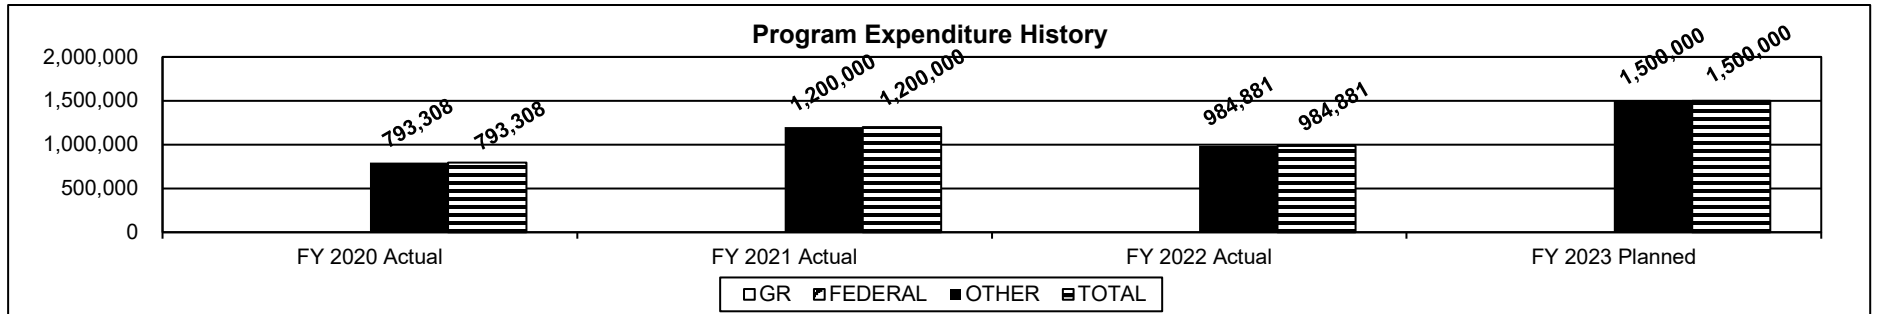 Program Expenditure History
2,000,000
1,500,000
1,000,000
500,000
0
793,308
793,308
1,200,000
1,200,000
984,881
984,881
1,500,000
1,500,000
FY 2020 Actual
FY 2021 Actual
FY 2022 Actual
FY 2023 Planned
GR FEDERAL OTHER TOTAL